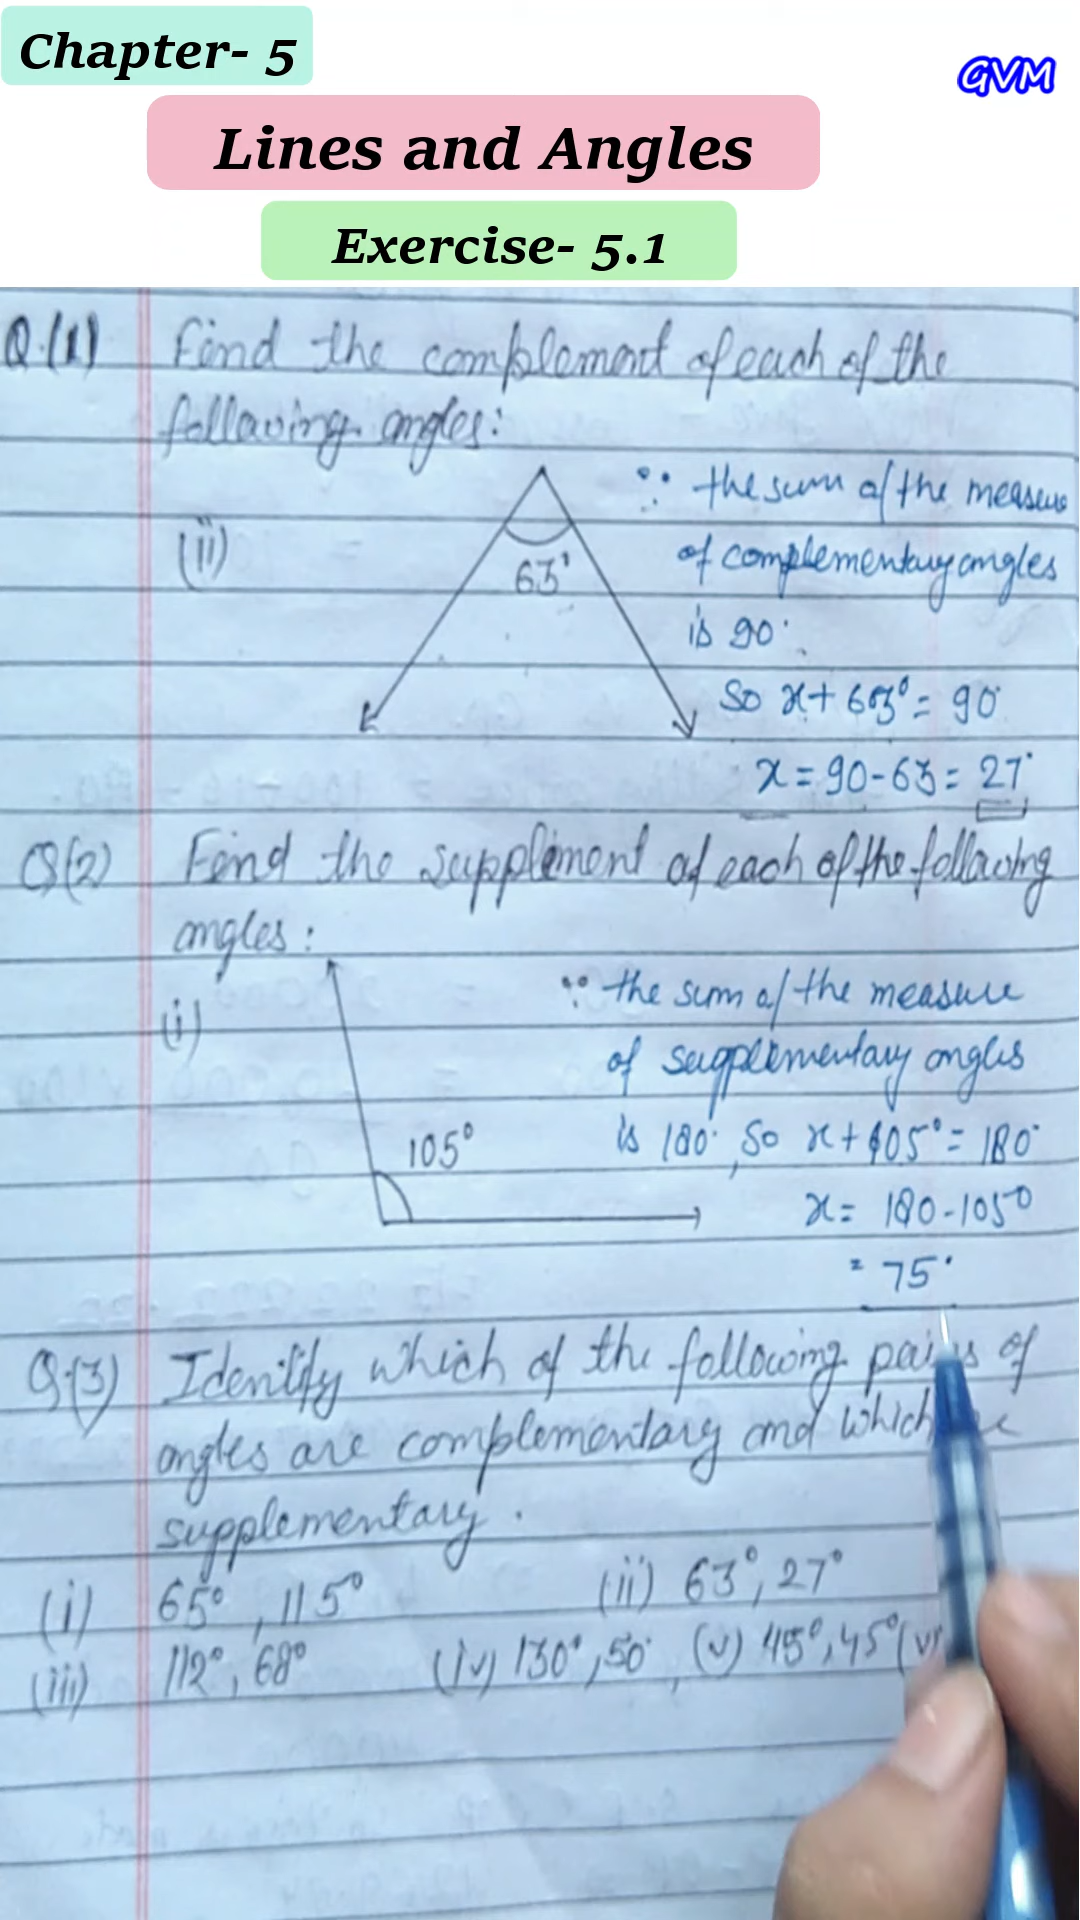 Chapter- 5
GVM
Lines and Angles
Exercise- 5.1
Q.(1) Find the complement of each of the
following angles:
(ii)
63°
∵ the sum of the measure
of complementary angles
is 90°
So x + 63° = 90
x = 90 - 63 = 27°
Q(2) Find the supplement of each of the following
angles:
(i)
105°
∵ the sum of the measure
of supplementary angles
is 180°, So x + 105° = 180°
x = 180 - 105°
= 75°
Q.(3) Identify which of the following pairs of
angles are complementary and which
supplementary.
(i) 65°, 115° (ii) 63°, 27°
(iii) 112°, 68° (iv) 130°, 50°, (v) 45°, 45°